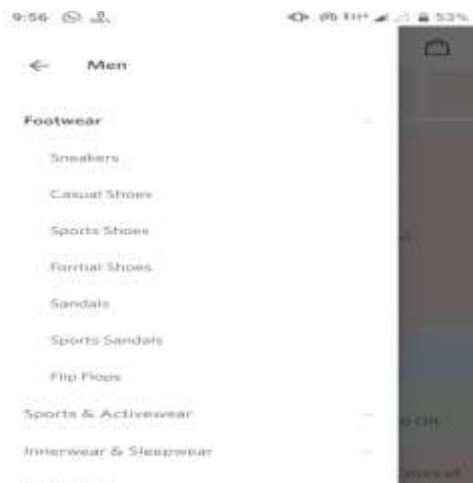 9:56 53%
Men
Footwear
Sneakers
Casual Shoes
Sports Shoes
Formal Shoes
Sandals
Sports Sandals
Flip Flops
Sports & Activewear
Innerwear & Sleepwear